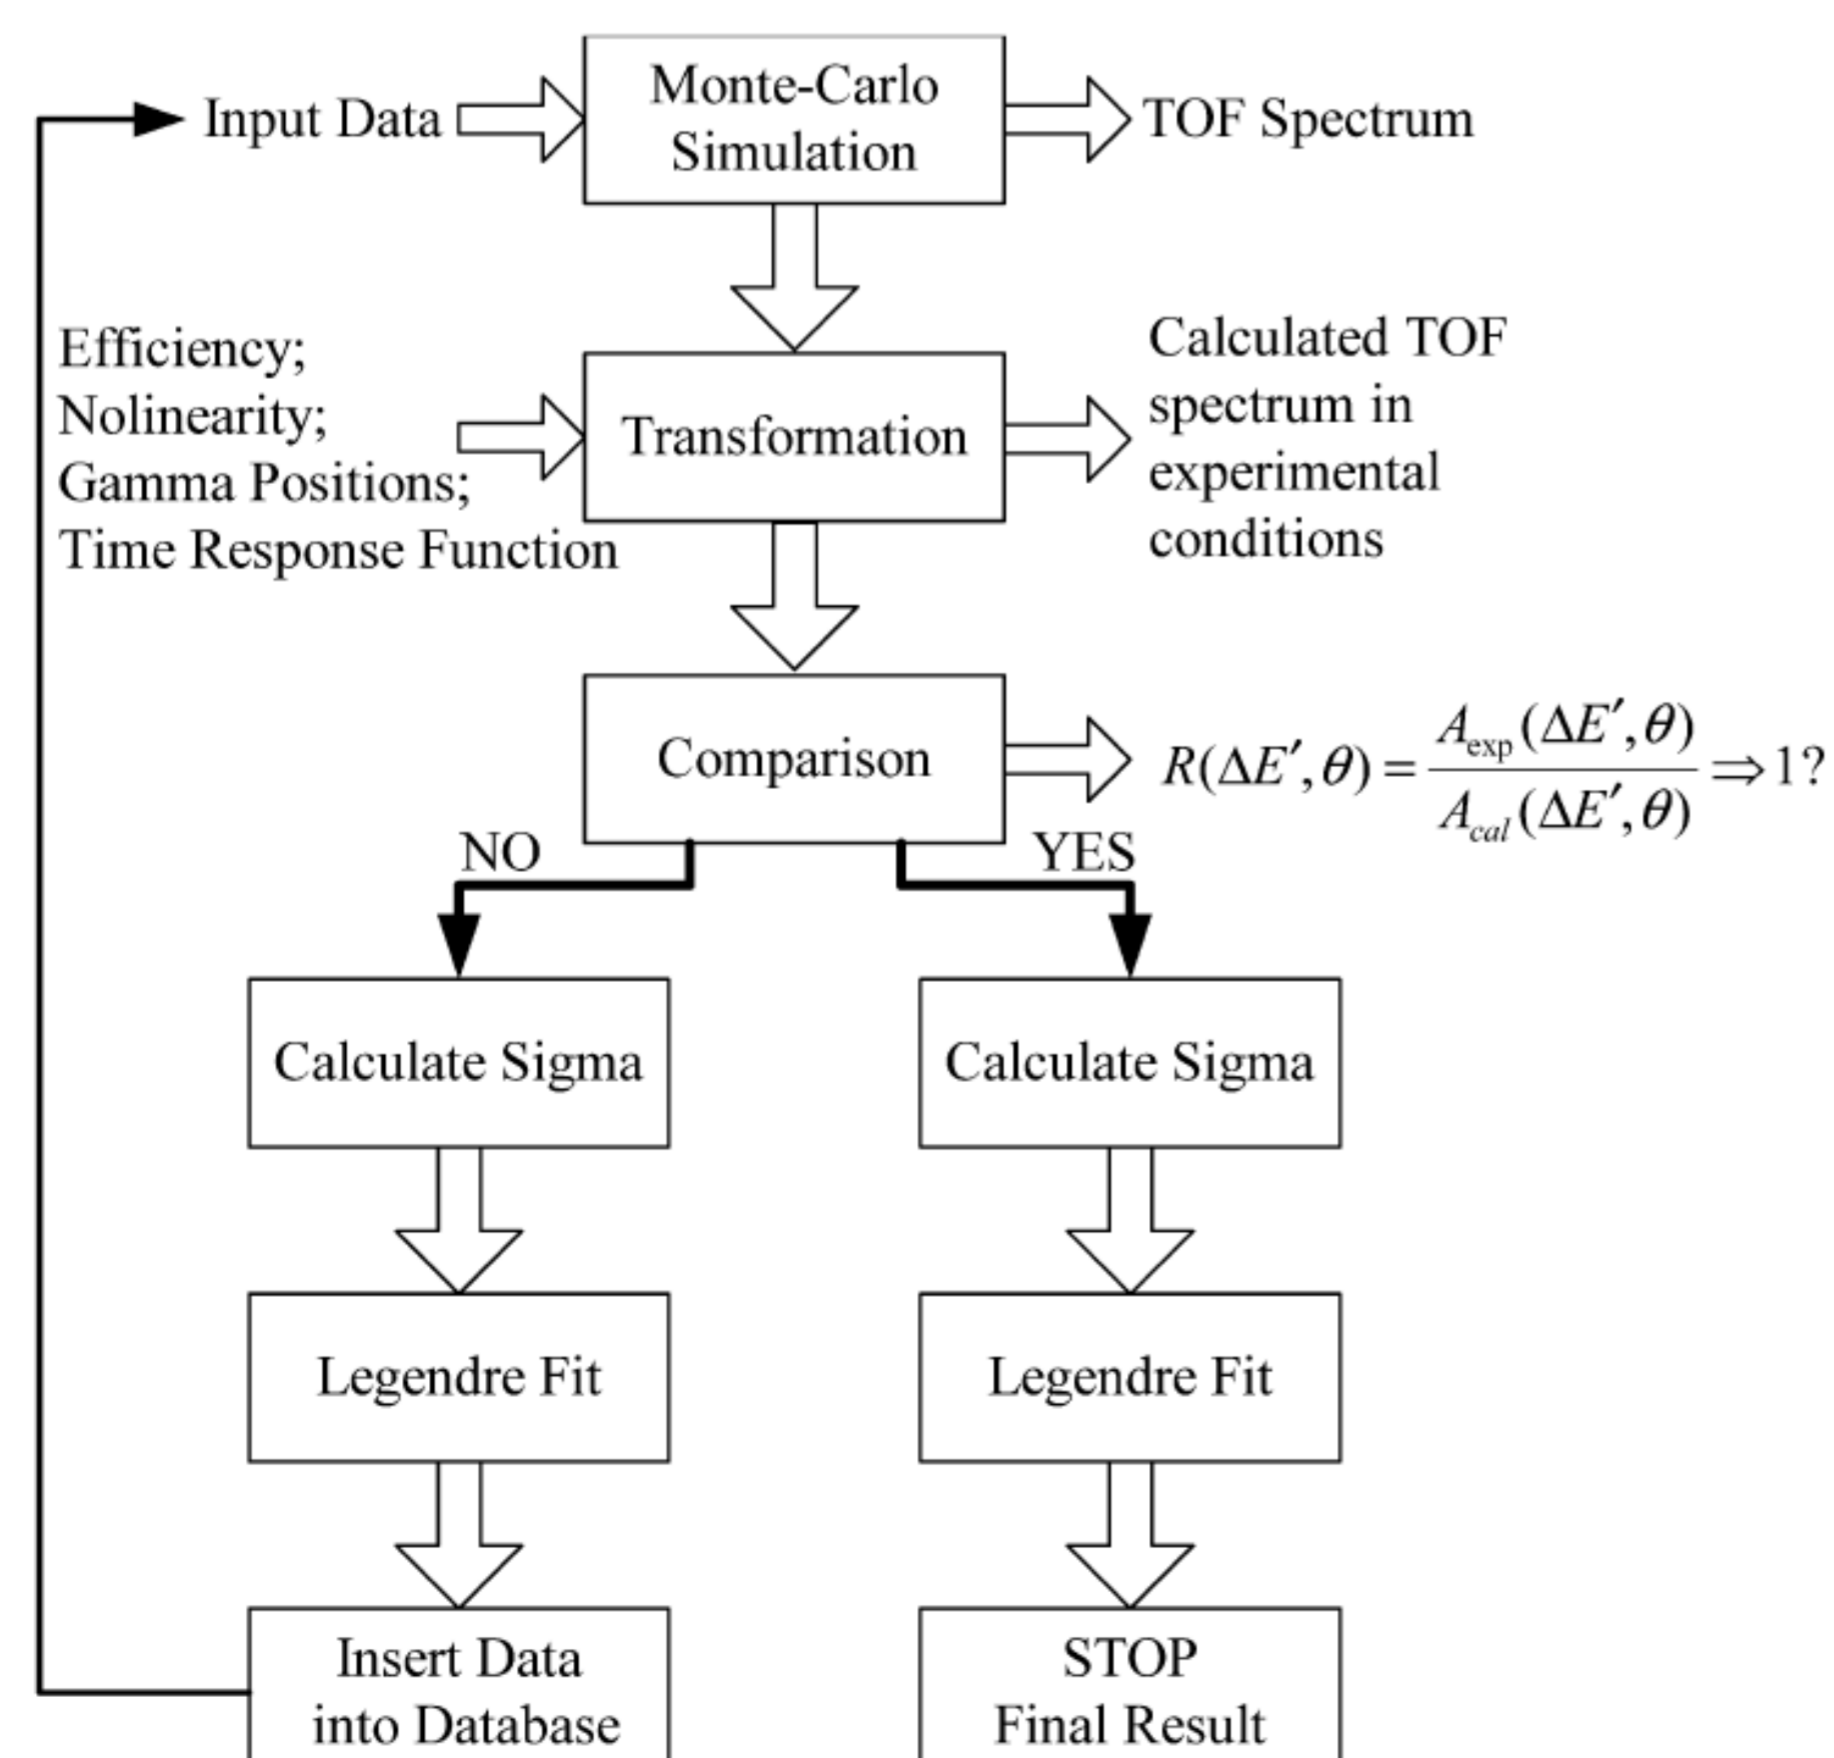 Monte-Carlo
Simulation
Input Data
TOF Spectrum
Efficiency;
Nolinearity;
Gamma Positions;
Time Response Function
Transformation
Calculated TOF
spectrum in
experimental
conditions
Comparison
R(ΔE′,θ) = A_exp(ΔE′,θ) / A_cal(ΔE′,θ) ⇒ 1?
NO
YES
Calculate Sigma
Calculate Sigma
Legendre Fit
Legendre Fit
Insert Data
into Database
STOP
Final Result